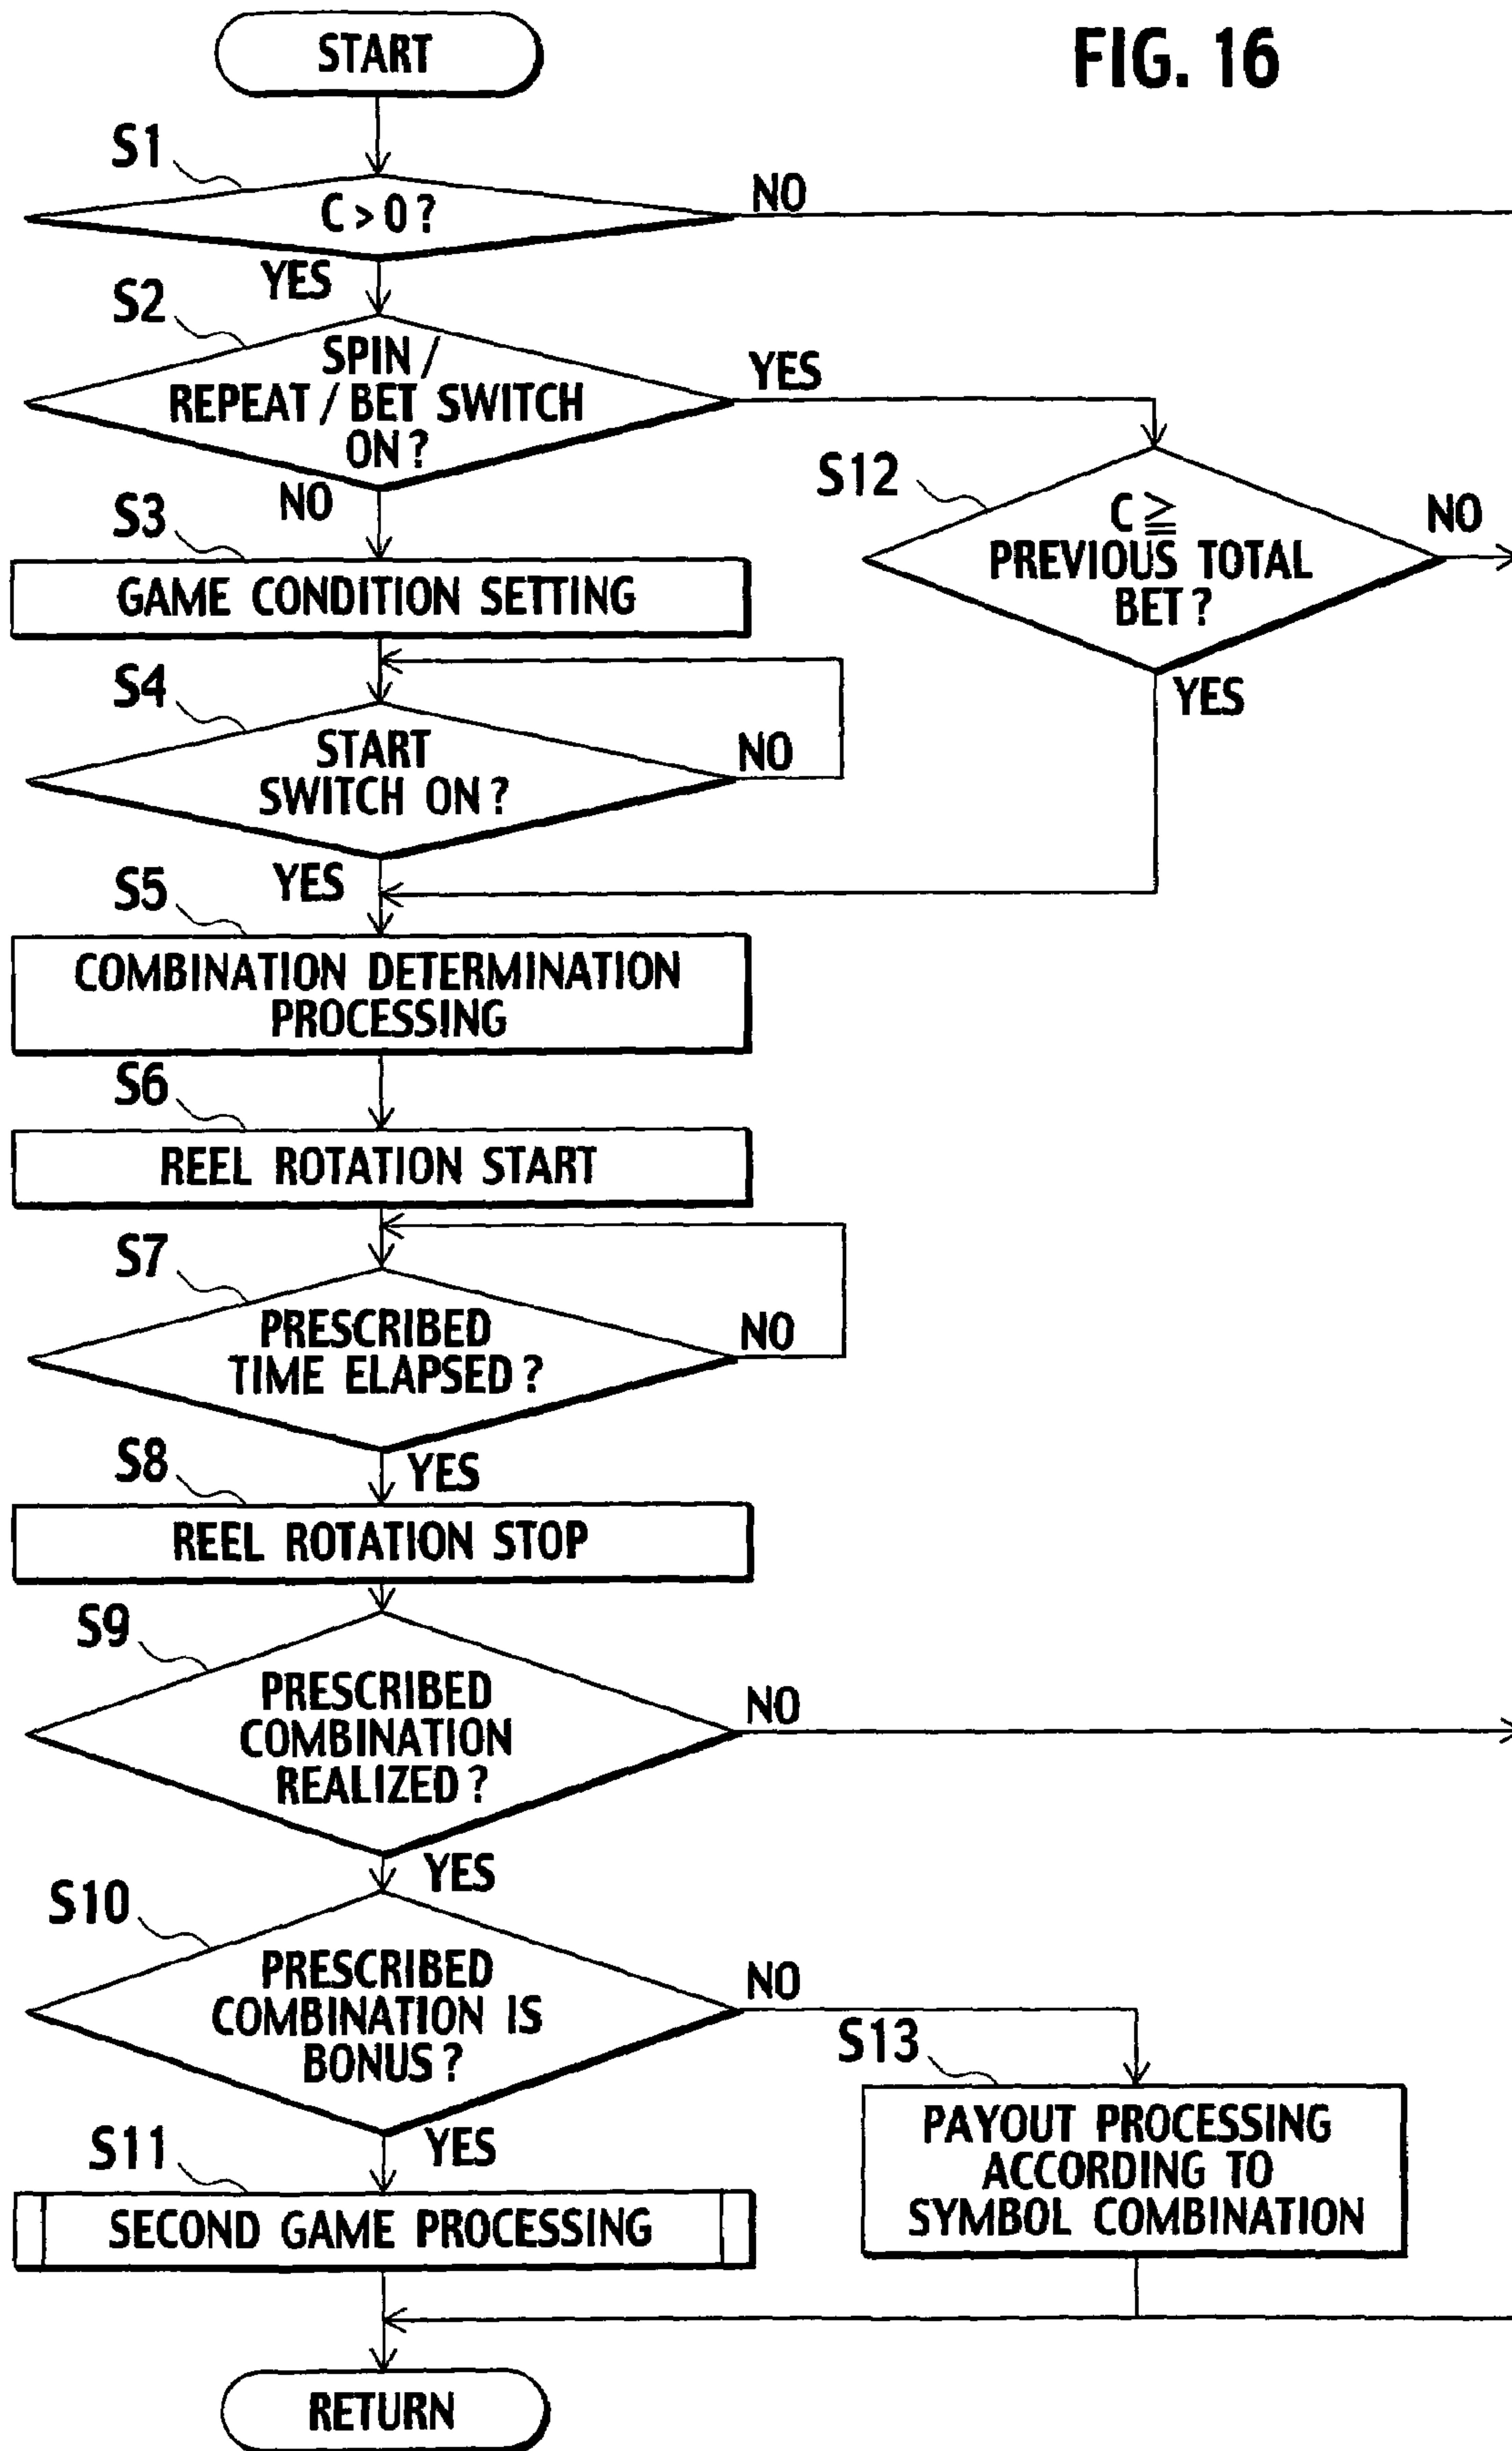 FIG. 16
START
S1
C > 0 ?
NO
YES
S2
SPIN /
REPEAT / BET SWITCH
ON ?
YES
NO
S12
C ≧
PREVIOUS TOTAL
BET ?
NO
YES
S3
GAME CONDITION SETTING
S4
START
SWITCH ON ?
NO
YES
S5
COMBINATION DETERMINATION
PROCESSING
S6
REEL ROTATION START
S7
PRESCRIBED
TIME ELAPSED ?
NO
YES
S8
REEL ROTATION STOP
S9
PRESCRIBED
COMBINATION
REALIZED ?
NO
YES
S10
PRESCRIBED
COMBINATION IS
BONUS ?
NO
YES
S13
PAYOUT PROCESSING
ACCORDING TO
SYMBOL COMBINATION
S11
SECOND GAME PROCESSING
RETURN